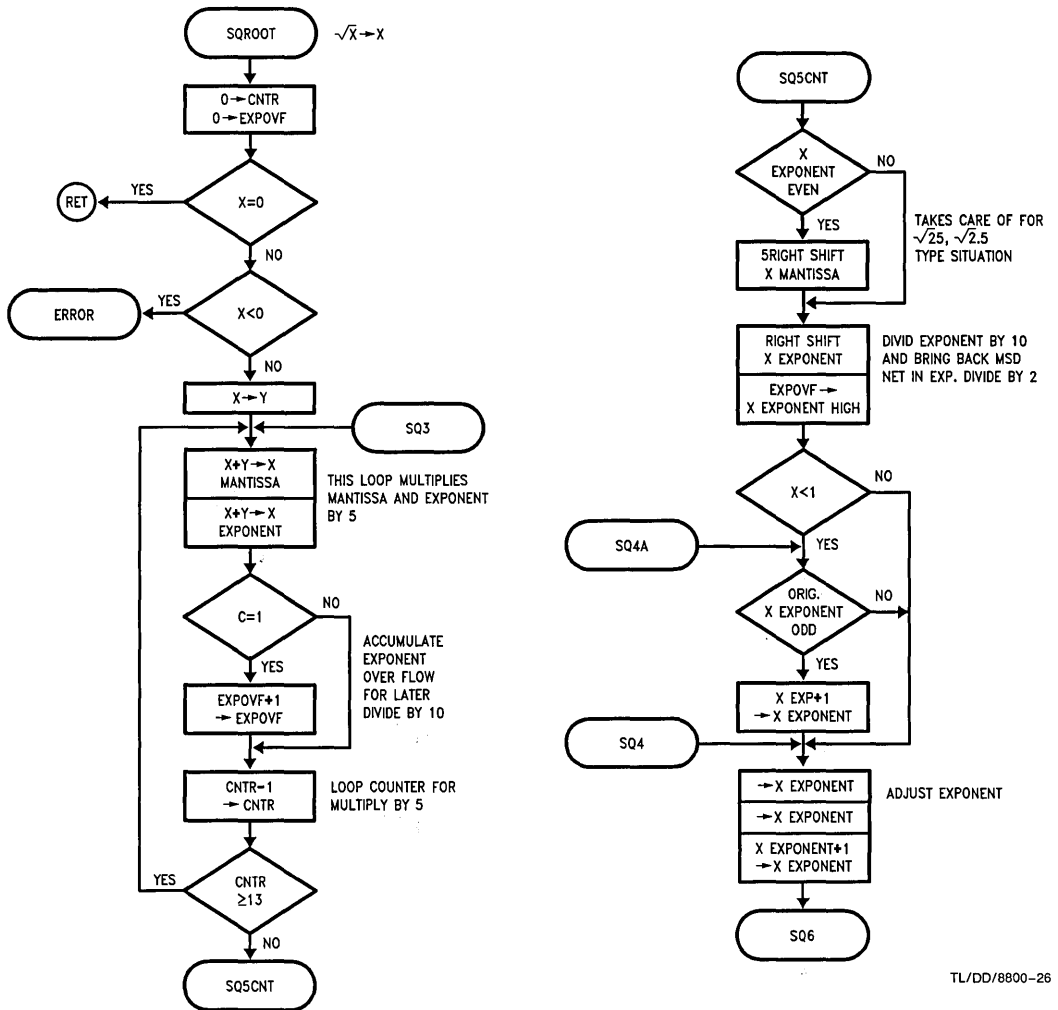 SQROOT
√X→X
0→CNTR
0→EXPOVF
X=0
YES
RET
NO
X<0
YES
ERROR
NO
X→Y
SQ3
X+Y→X
MANTISSA
X+Y→X
EXPONENT
THIS LOOP MULTIPLIES
MANTISSA AND EXPONENT
BY 5
C=1
NO
YES
ACCUMULATE
EXPONENT
OVER FLOW
FOR LATER
DIVIDE BY 10
EXPOVF+1
→EXPOVF
CNTR-1
→CNTR
LOOP COUNTER FOR
MULTIPLY BY 5
CNTR
≥13
YES
NO
SQ5CNT
SQ5CNT
X
EXPONENT
EVEN
NO
YES
TAKES CARE OF FOR
√25, √2.5
TYPE SITUATION
5RIGHT SHIFT
X MANTISSA
RIGHT SHIFT
X EXPONENT
EXPOVF→
X EXPONENT HIGH
DIVID EXPONENT BY 10
AND BRING BACK MSD
NET IN EXP. DIVIDE BY 2
X<1
NO
YES
SQ4A
ORIG.
X EXPONENT
ODD
NO
YES
X EXP+1
→X EXPONENT
SQ4
→X EXPONENT
→X EXPONENT
X EXPONENT+1
→X EXPONENT
ADJUST EXPONENT
SQ6
TL/DD/8800-26